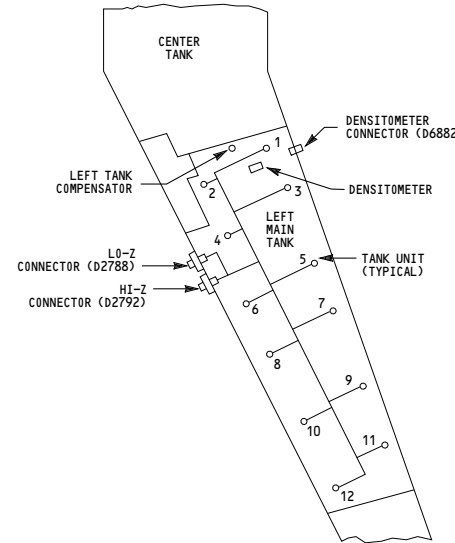 CENTER
TANK
DENSITOMETER
CONNECTOR (D6882
1
LEFT TANK
COMPENSATOR
2
DENSITOMETER
3
LEFT
MAIN
TANK
4
LO-Z
CONNECTOR (D2788)
HI-Z
CONNECTOR (D2792)
5
TANK UNIT
(TYPICAL)
6
7
8
9
10
11
12